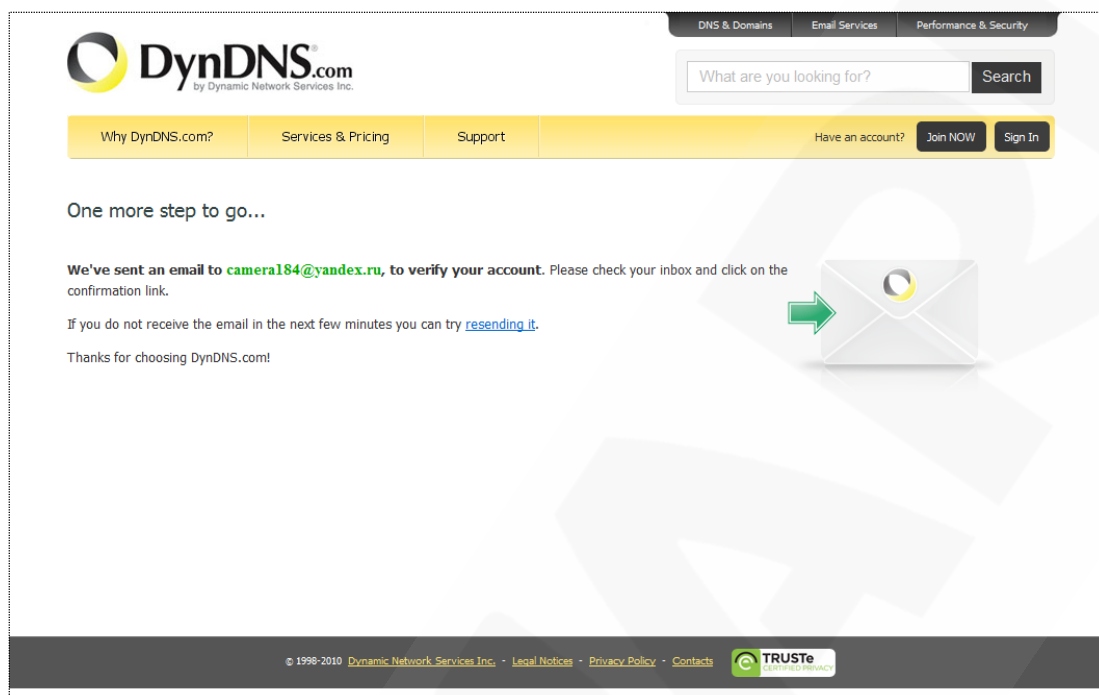 DNS & Domains Email Services Performance & Security
DynDNS.com
by Dynamic Network Services Inc.
What are you looking for? Search
Why DynDNS.com? Services & Pricing Support Have an account? Join NOW Sign In
One more step to go...
We've sent an email to camera184@yandex.ru, to verify your account. Please check your inbox and click on the
confirmation link.
If you do not receive the email in the next few minutes you can try resending it.
Thanks for choosing DynDNS.com!
© 1998-2010 Dynamic Network Services Inc. - Legal Notices - Privacy Policy - Contacts TRUSTe
CERTIFIED PRIVACY